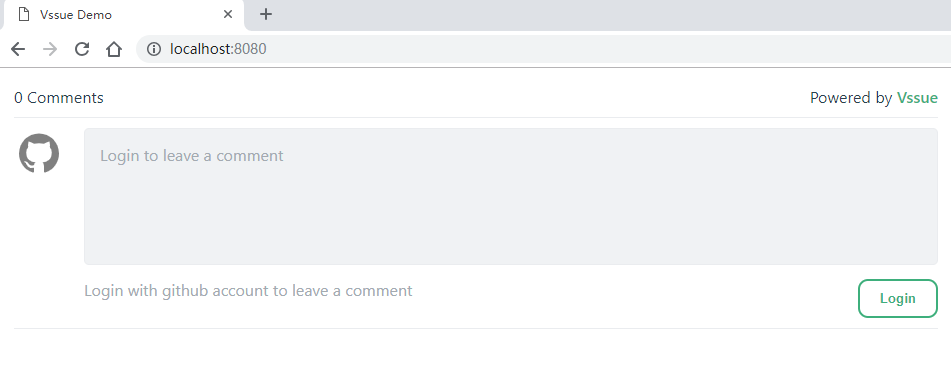 Vssue Demo
localhost:8080
0 Comments
Powered by Vssue
Login to leave a comment
Login with github account to leave a comment
Login